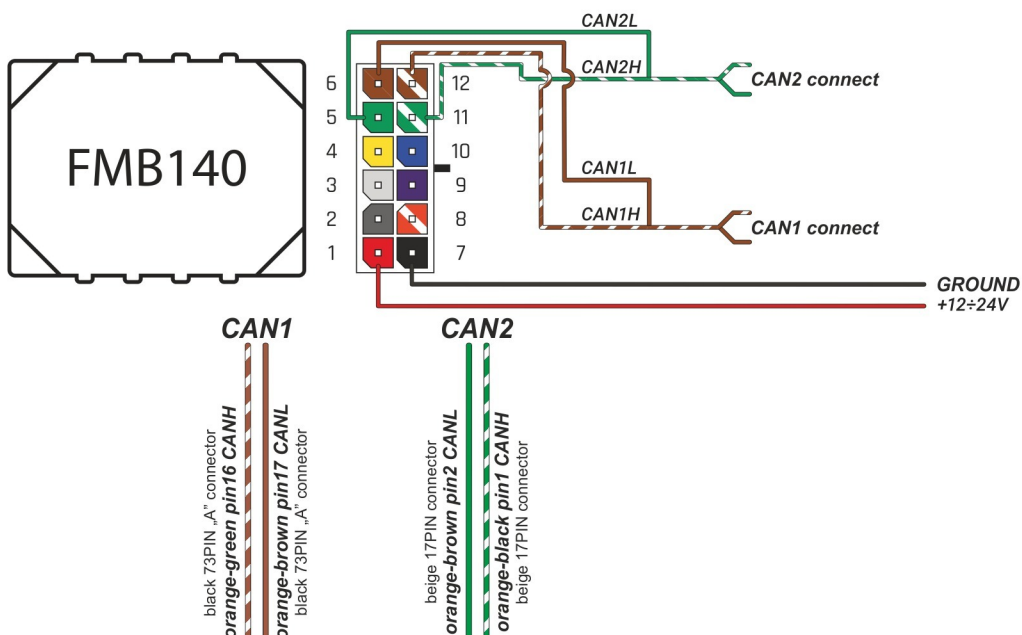 CAN2L
CAN2H
CAN2 connect
6
12
5
11
FMB140
4
10
3
9
CAN1L
2
8
CAN1H
CAN1 connect
1
7
GROUND
+12÷24V
CAN1
CAN2
black 73PIN „A” connector
orange-green pin16 CANH
orange-brown pin17 CANL
black 73PIN „A” connector
beige 17PIN connector
orange-brown pin2 CANL
orange-black pin1 CANH
beige 17PIN connector